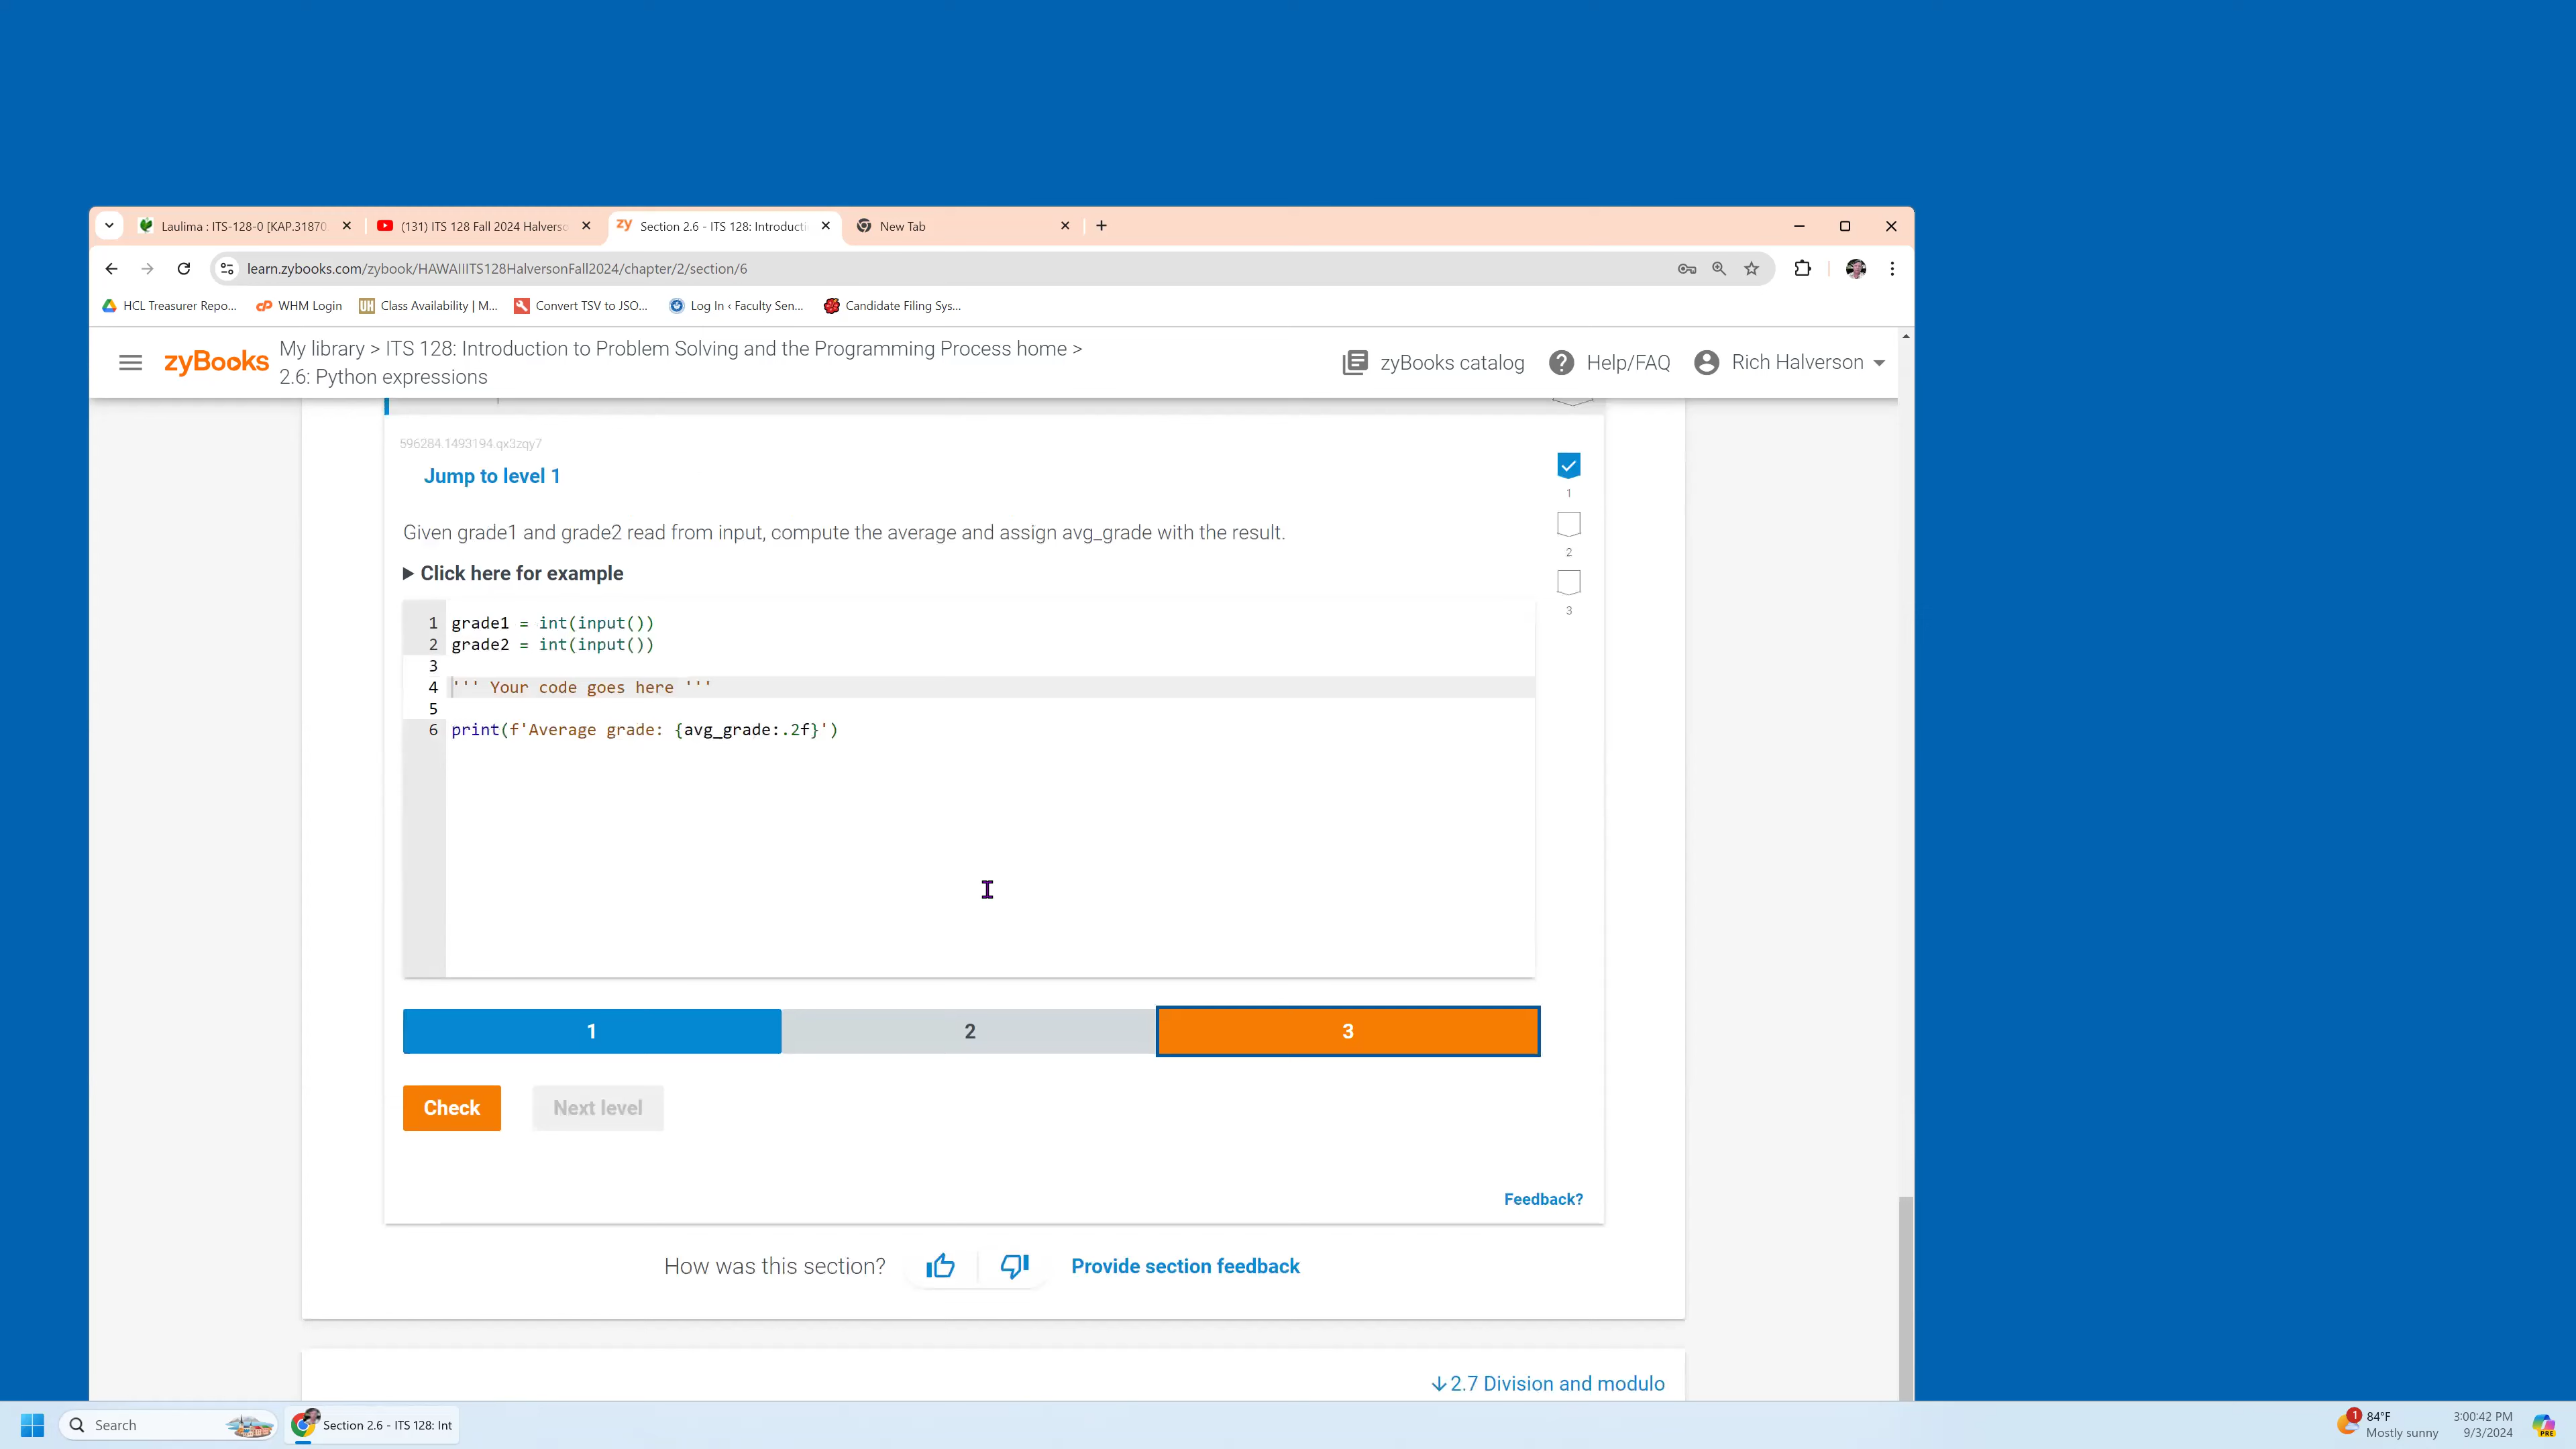 Laulima : ITS-128-0 [KAP.31870
(131) ITS 128 Fall 2024 Halverso
zy Section 2.6 - ITS 128: Introducti
New Tab
learn.zybooks.com/zybook/HAWAIIITS128HalversonFall2024/chapter/2/section/6
HCL Treasurer Repo...
cP WHM Login
UH Class Availability | M...
Convert TSV to JSO...
Log In ‹ Faculty Sen...
Candidate Filing Sys...
zyBooks
My library > ITS 128: Introduction to Problem Solving and the Programming Process home >
2.6: Python expressions
zyBooks catalog
Help/FAQ
Rich Halverson
596284.1493194.qx3zqy7
Jump to level 1
1
2
3
Given grade1 and grade2 read from input, compute the average and assign avg_grade with the result.
Click here for example
1 grade1 = int(input())
2 grade2 = int(input())
3
4 ''' Your code goes here '''
5
6 print(f'Average grade: {avg_grade:.2f}')
1
2
3
Check
Next level
Feedback?
How was this section?
Provide section feedback
2.7 Division and modulo
Search
Section 2.6 - ITS 128: Int
1
84°F
Mostly sunny
3:00:42 PM
9/3/2024
PRE